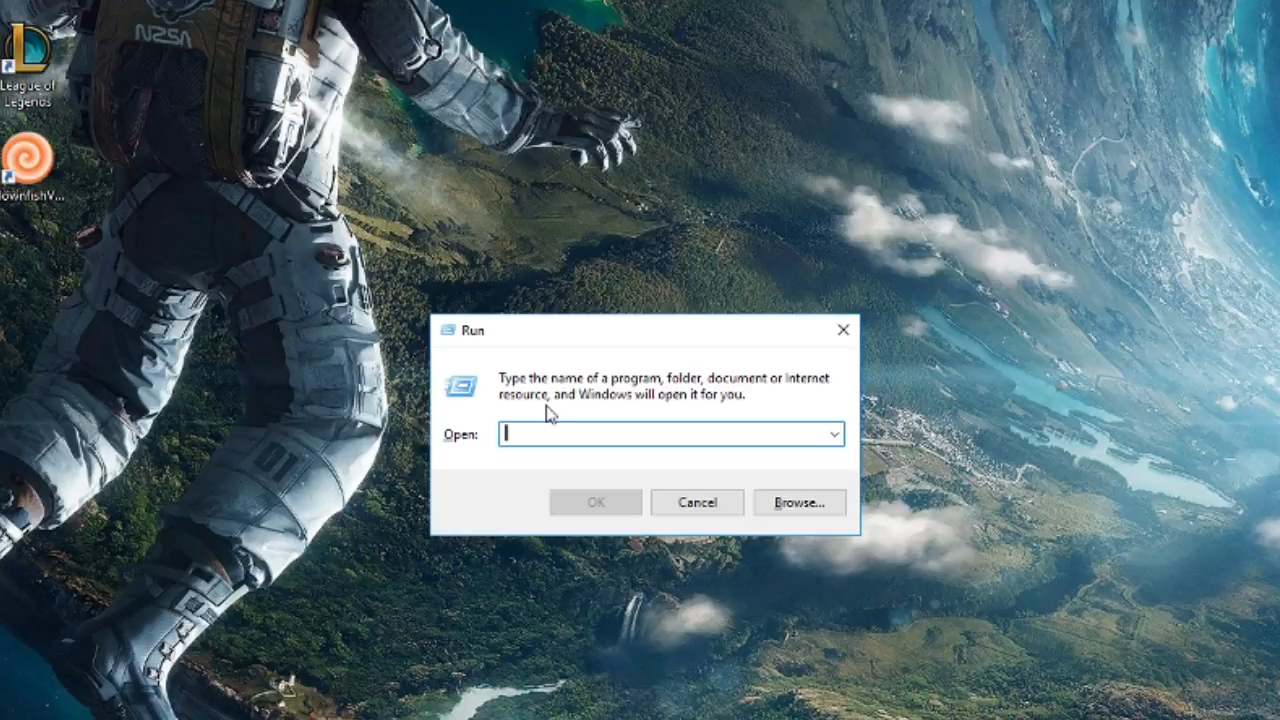 NASA
League of
Legends
Run
Type the name of a program, folder, document or Internet
resource, and Windows will open it for you.
Open:
OK
Cancel
Browse...
01